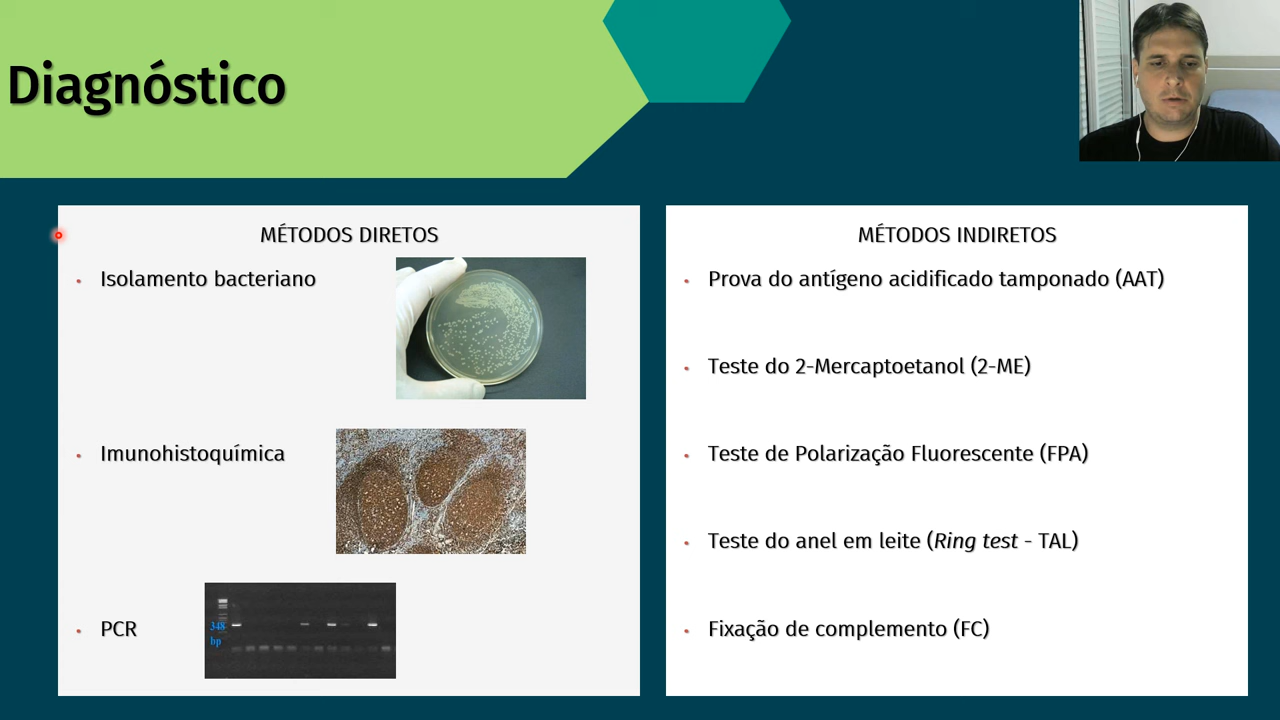 Diagnóstico
MÉTODOS DIRETOS
Isolamento bacteriano
Imunohistoquímica
PCR
348
bp
MÉTODOS INDIRETOS
Prova do antígeno acidificado tamponado (AAT)
Teste do 2-Mercaptoetanol (2-ME)
Teste de Polarização Fluorescente (FPA)
Teste do anel em leite (Ring test - TAL)
Fixação de complemento (FC)